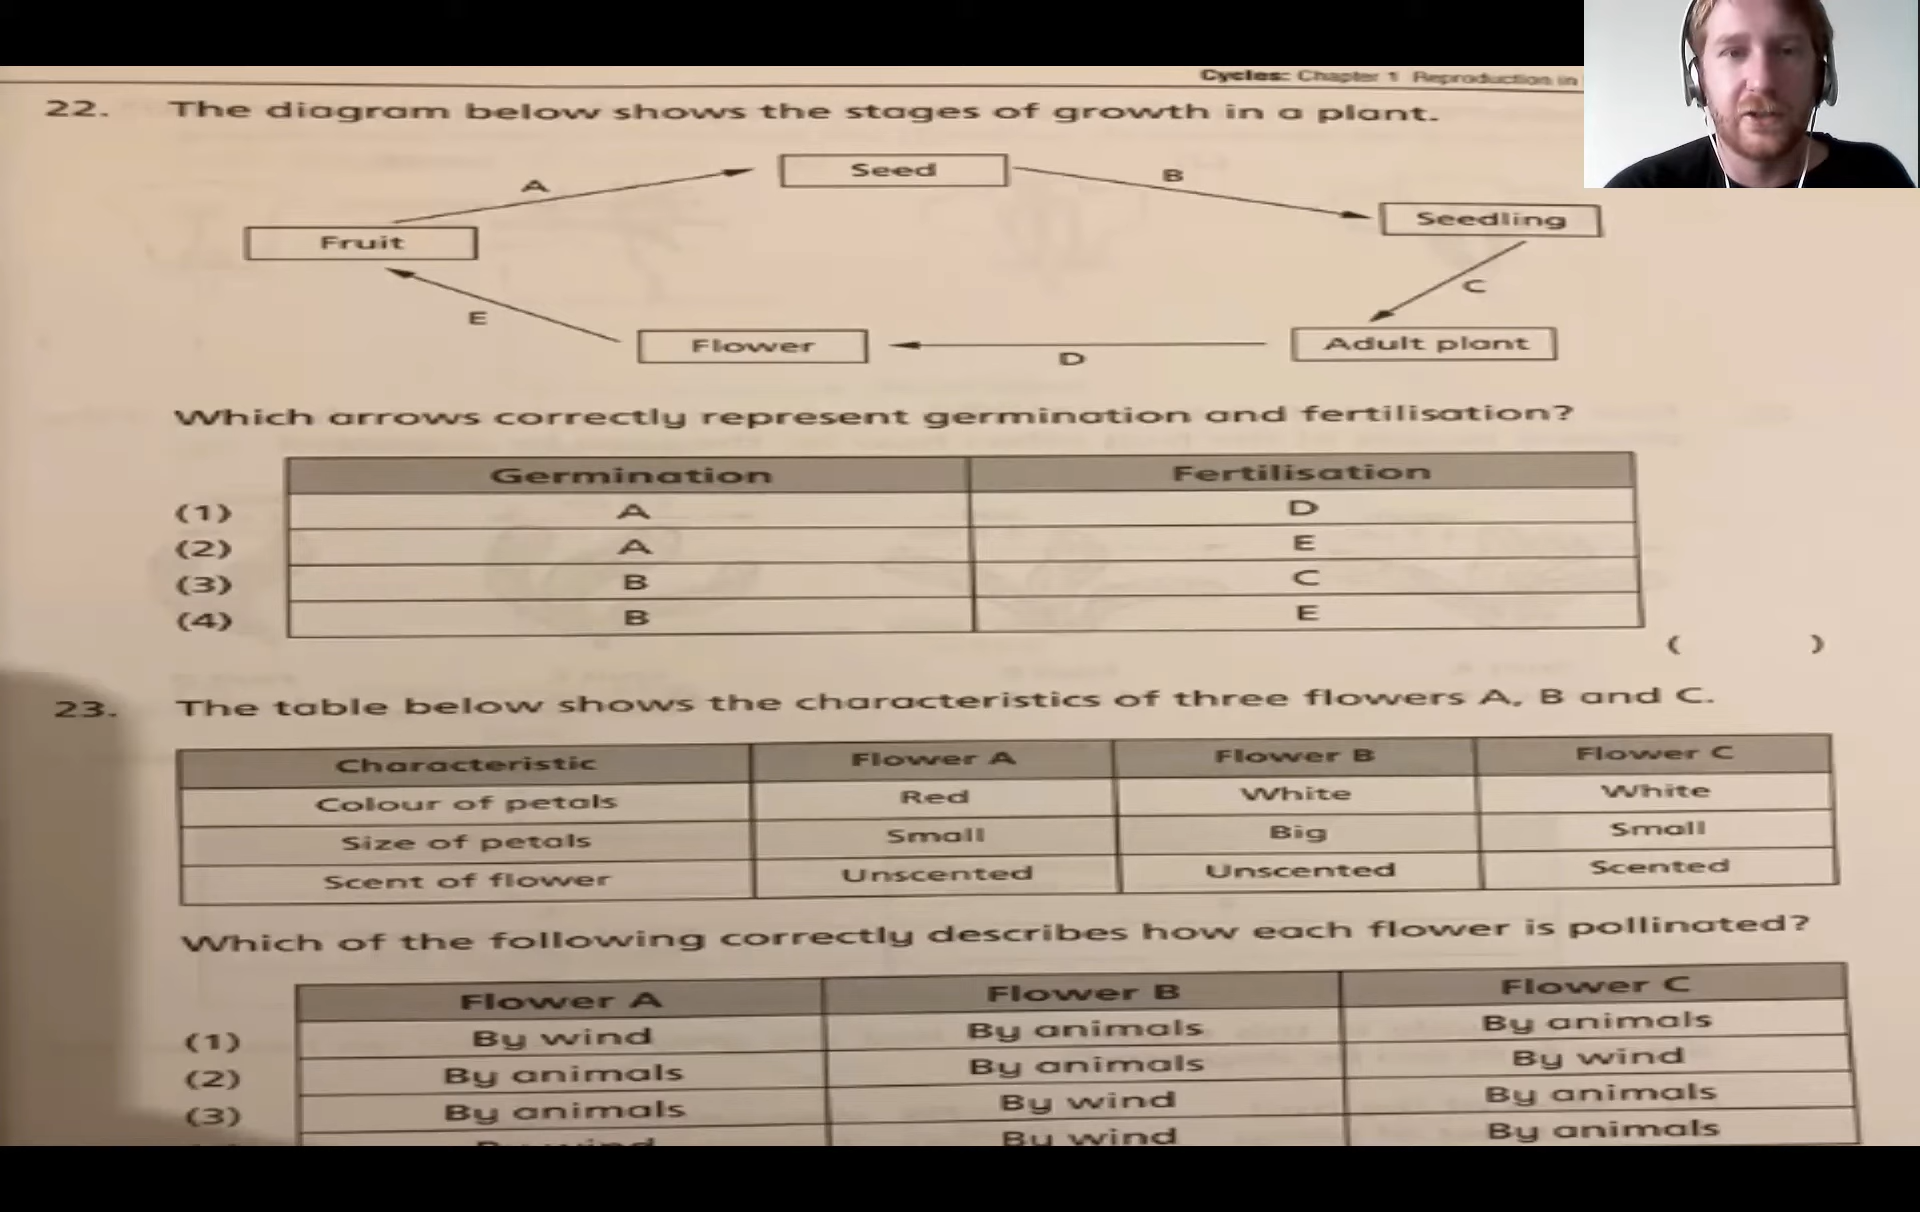 Cycles: Chapter 1 Reproduction in
22. The diagram below shows the stages of growth in a plant.
Seed
A
B
Seedling
Fruit
C
E
Flower
Adult plant
D
Which arrows correctly represent germination and fertilisation?
Germination Fertilisation
(1) A D
(2) A E
(3) B C
(4) B E
( )
23. The table below shows the characteristics of three flowers A, B and C.
Characteristic Flower A Flower B Flower C
Colour of petals Red White White
Size of petals Small Big Small
Scent of flower Unscented Unscented Scented
Which of the following correctly describes how each flower is pollinated?
Flower A Flower B Flower C
(1) By wind By animals By animals
(2) By animals By animals By wind
(3) By animals By wind By animals
By wind By wind By animals